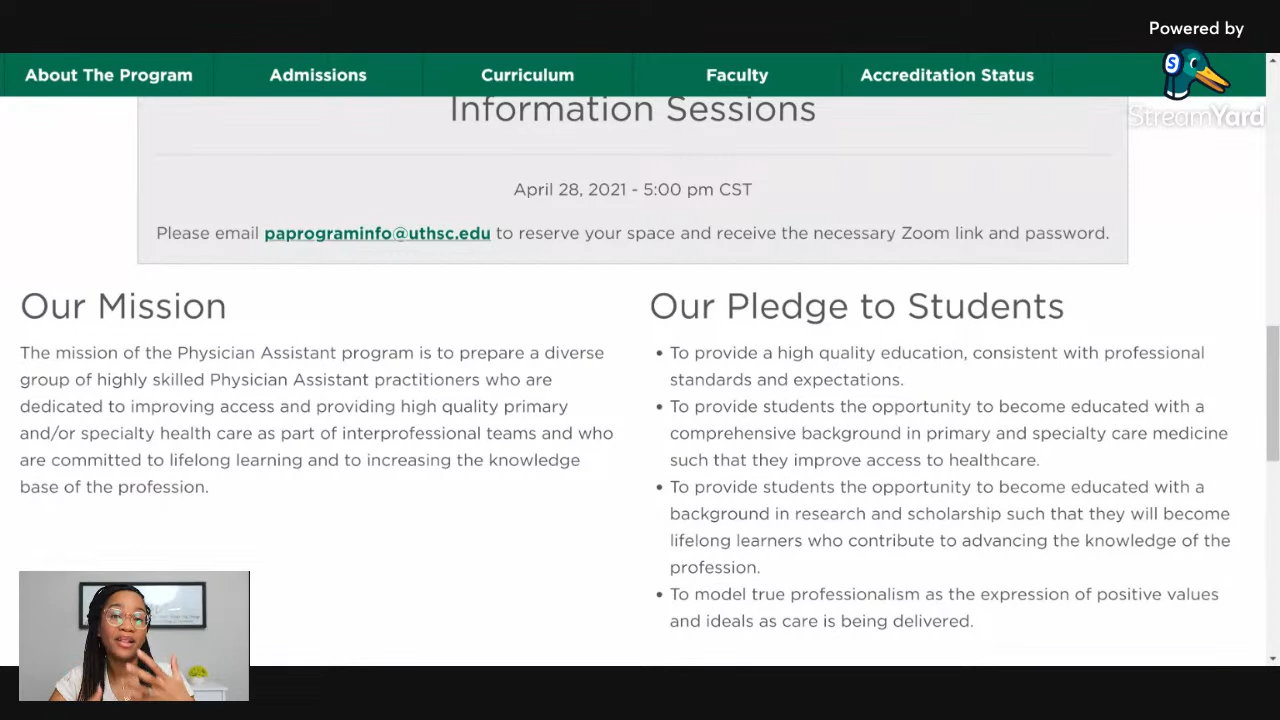 Powered by
About The Program
Admissions
Curriculum
Faculty
Accreditation Status
StreamYard
Information Sessions
April 28, 2021 - 5:00 pm CST
Please email paprograminfo@uthsc.edu to reserve your space and receive the necessary Zoom link and password.
Our Mission
The mission of the Physician Assistant program is to prepare a diverse
group of highly skilled Physician Assistant practitioners who are
dedicated to improving access and providing high quality primary
and/or specialty health care as part of interprofessional teams and who
are committed to lifelong learning and to increasing the knowledge
base of the profession.
Our Pledge to Students
• To provide a high quality education, consistent with professional
standards and expectations.
• To provide students the opportunity to become educated with a
comprehensive background in primary and specialty care medicine
such that they improve access to healthcare.
• To provide students the opportunity to become educated with a
background in research and scholarship such that they will become
lifelong learners who contribute to advancing the knowledge of the
profession.
• To model true professionalism as the expression of positive values
and ideals as care is being delivered.